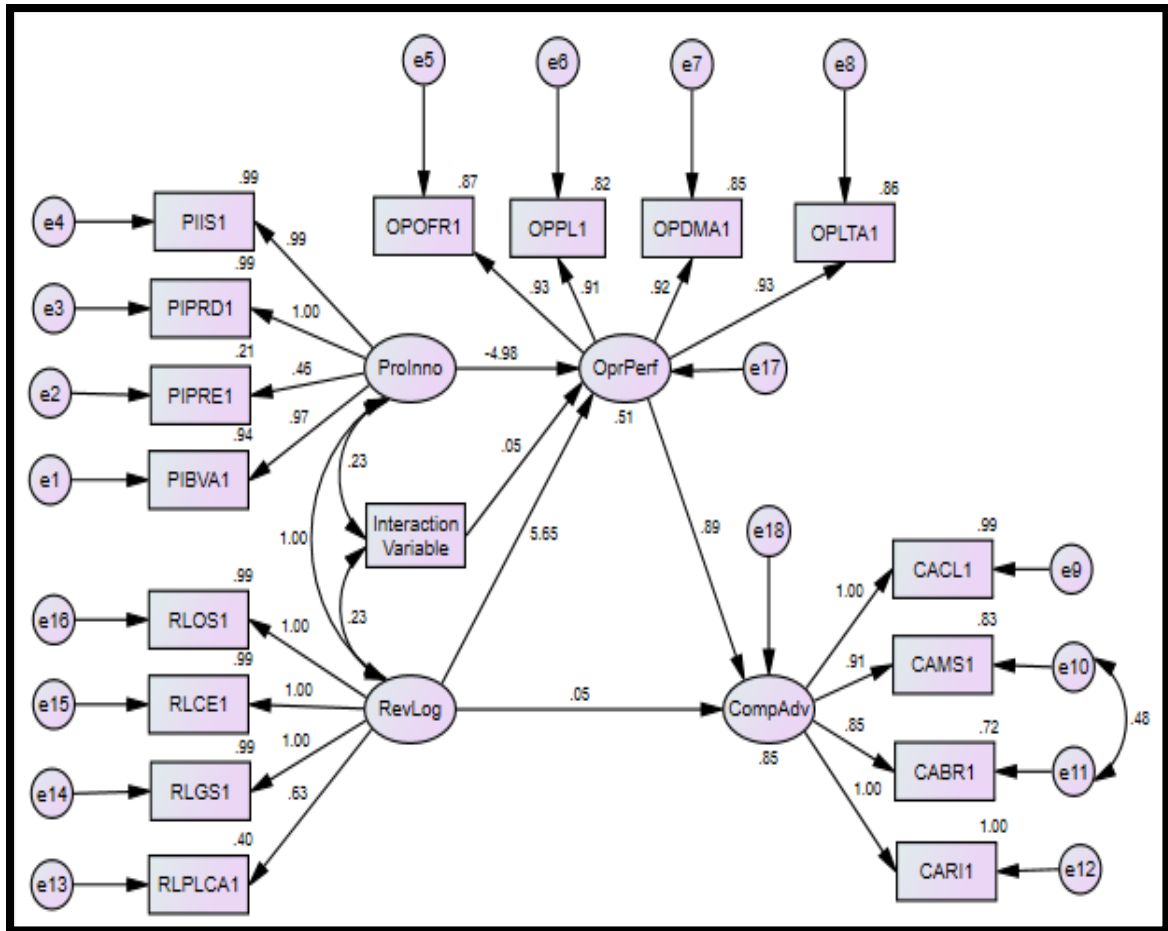 e5
e6
e7
e8
.87
.82
.85
.86
OPOFR1
OPPL1
OPDMA1
OPLTA1
.93
.91
.92
.93
.99
e4
PIIS1
.99
.99
e3
PIPRD1
1.00
.21
e2
PIPRE1
.46
.94
e1
PIBVA1
.97
ProInno
-4.98
OprPerf
e17
.51
.23
.05
Interaction
Variable
1.00
.23
5.65
.89
e18
.99
e16
RLOS1
1.00
.99
e15
RLCE1
1.00
.99
e14
RLGS1
1.00
.40
e13
RLPLCA1
.63
RevLog
.05
CompAdv
.85
.99
CACL1
e9
1.00
.83
CAMS1
e10
.91
.72
CABR1
e11
.85
.48
1.00
CARI1
e12
1.00